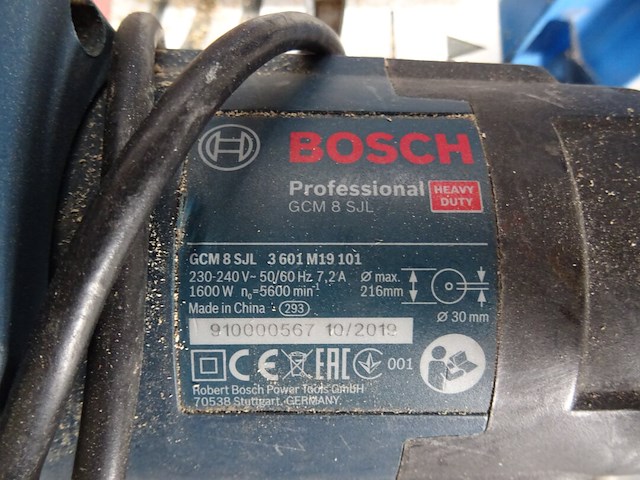 BOSCH
Professional HEAVY DUTY
GCM 8 SJL
GCM 8 SJL 3 601 M19 101
230-240 V~ 50/60 Hz 7,2 A Ø max.
1600 W n₀=5600 min⁻¹ 216mm
Made in China 293
Ø 30 mm
910000567 10/2019
CE EAC 001
Robert Bosch Power Tools GmbH
70538 Stuttgart, GERMANY,